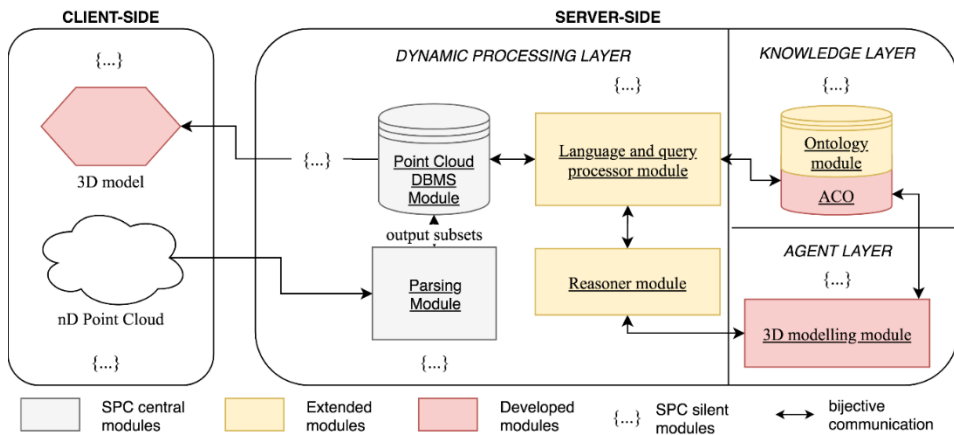 CLIENT-SIDE
SERVER-SIDE
{...}
3D model
nD Point Cloud
{...}
DYNAMIC PROCESSING LAYER
{...}
{...}
Point Cloud
DBMS
Module
output subsets
Parsing
Module
{...}
Language and query
processor module
Reasoner module
KNOWLEDGE LAYER
{...}
Ontology
module
ACO
AGENT LAYER
{...}
3D modelling module
SPC central
modules
Extended
modules
Developed
modules
{...}
SPC silent
modules
bijective
communication